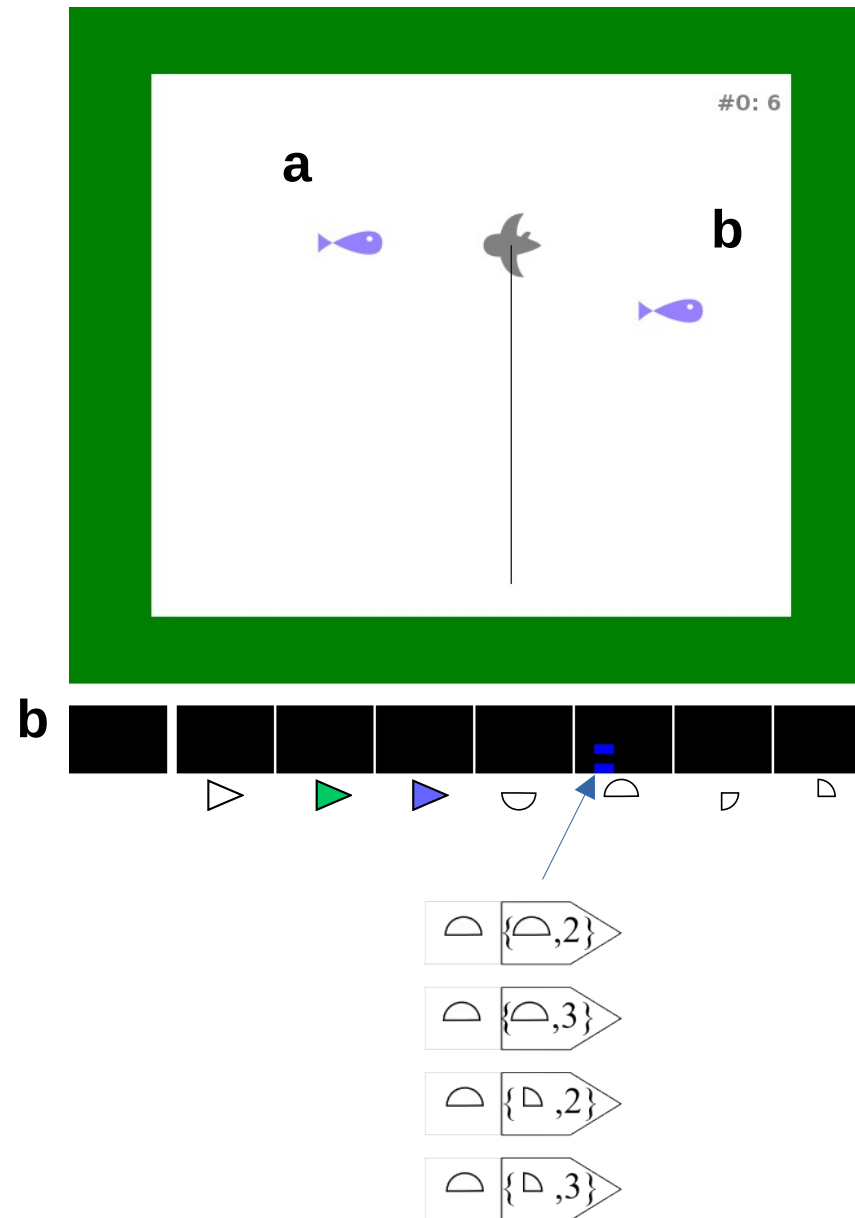 #0: 6
a
b
b
{ ,2}
{ ,3}
{ ,2}
{ ,3}